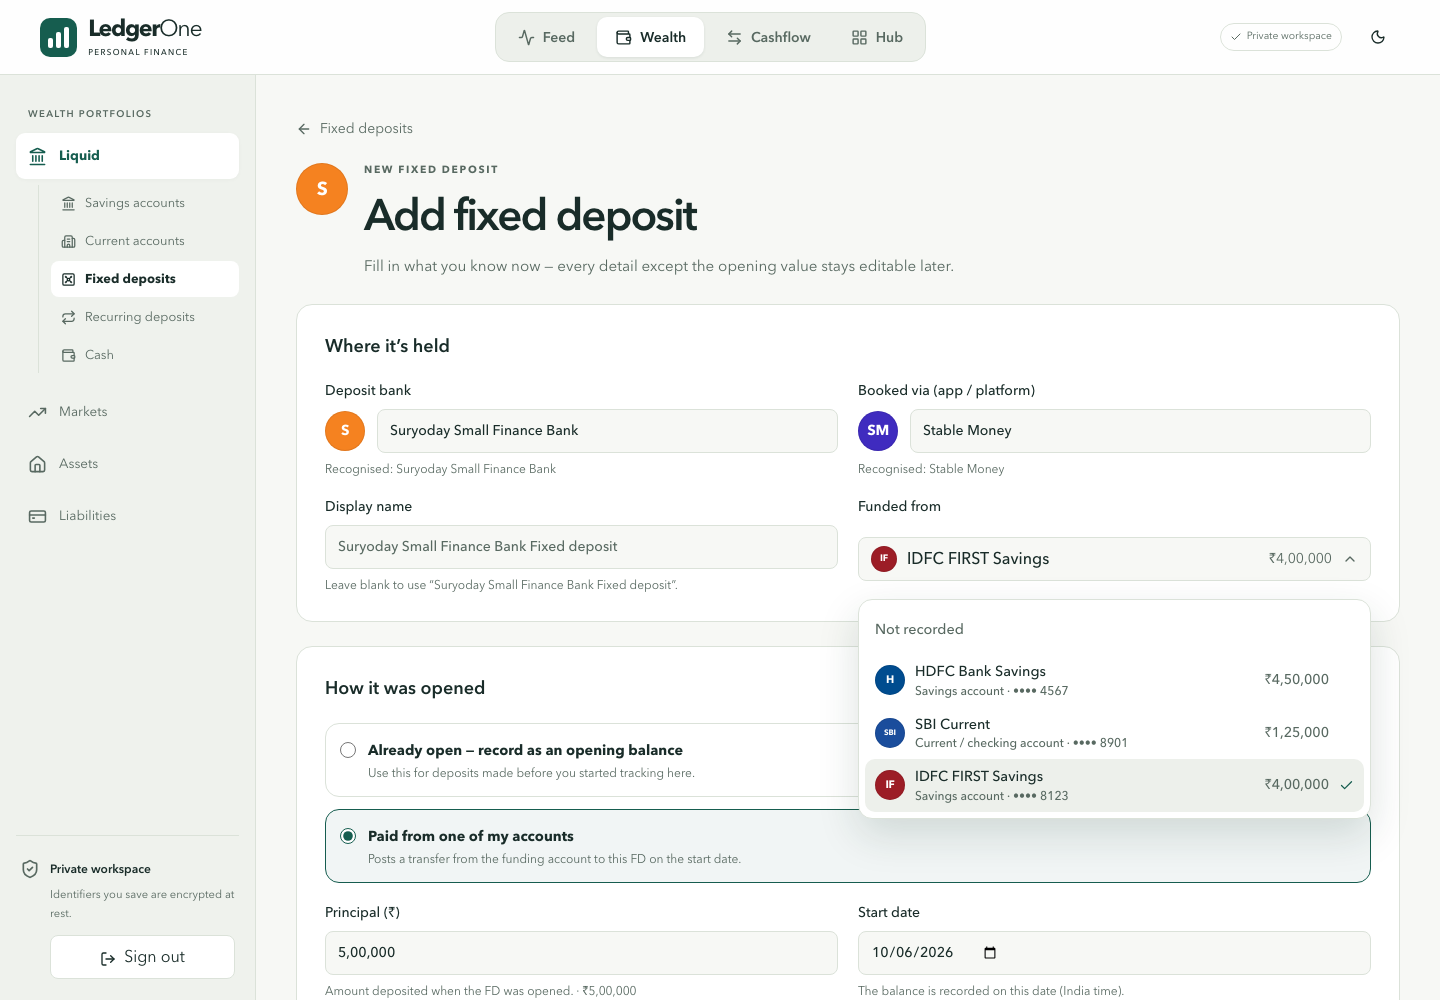 LedgerOne
PERSONAL FINANCE
Feed
Wealth
Cashflow
Hub
Private workspace
WEALTH PORTFOLIOS
Liquid
Savings accounts
Current accounts
Fixed deposits
Recurring deposits
Cash
Markets
Assets
Liabilities
Private workspace
Identifiers you save are encrypted at
rest.
Sign out
Fixed deposits
S
NEW FIXED DEPOSIT
Add fixed deposit
Fill in what you know now – every detail except the opening value stays editable later.
Where it’s held
Deposit bank
S
Suryoday Small Finance Bank
Recognised: Suryoday Small Finance Bank
Booked via (app / platform)
SM
Stable Money
Recognised: Stable Money
Display name
Suryoday Small Finance Bank Fixed deposit
Leave blank to use “Suryoday Small Finance Bank Fixed deposit”.
Funded from
IF IDFC FIRST Savings ₹4,00,000
Not recorded
H HDFC Bank Savings ₹4,50,000
Savings account · •••• 4567
SBI SBI Current ₹1,25,000
Current / checking account · •••• 8901
IF IDFC FIRST Savings ₹4,00,000
Savings account · •••• 8123
How it was opened
Already open – record as an opening balance
Use this for deposits made before you started tracking here.
Paid from one of my accounts
Posts a transfer from the funding account to this FD on the start date.
Principal (₹)
5,00,000
Amount deposited when the FD was opened. · ₹5,00,000
Start date
10/06/2026
The balance is recorded on this date (India time).